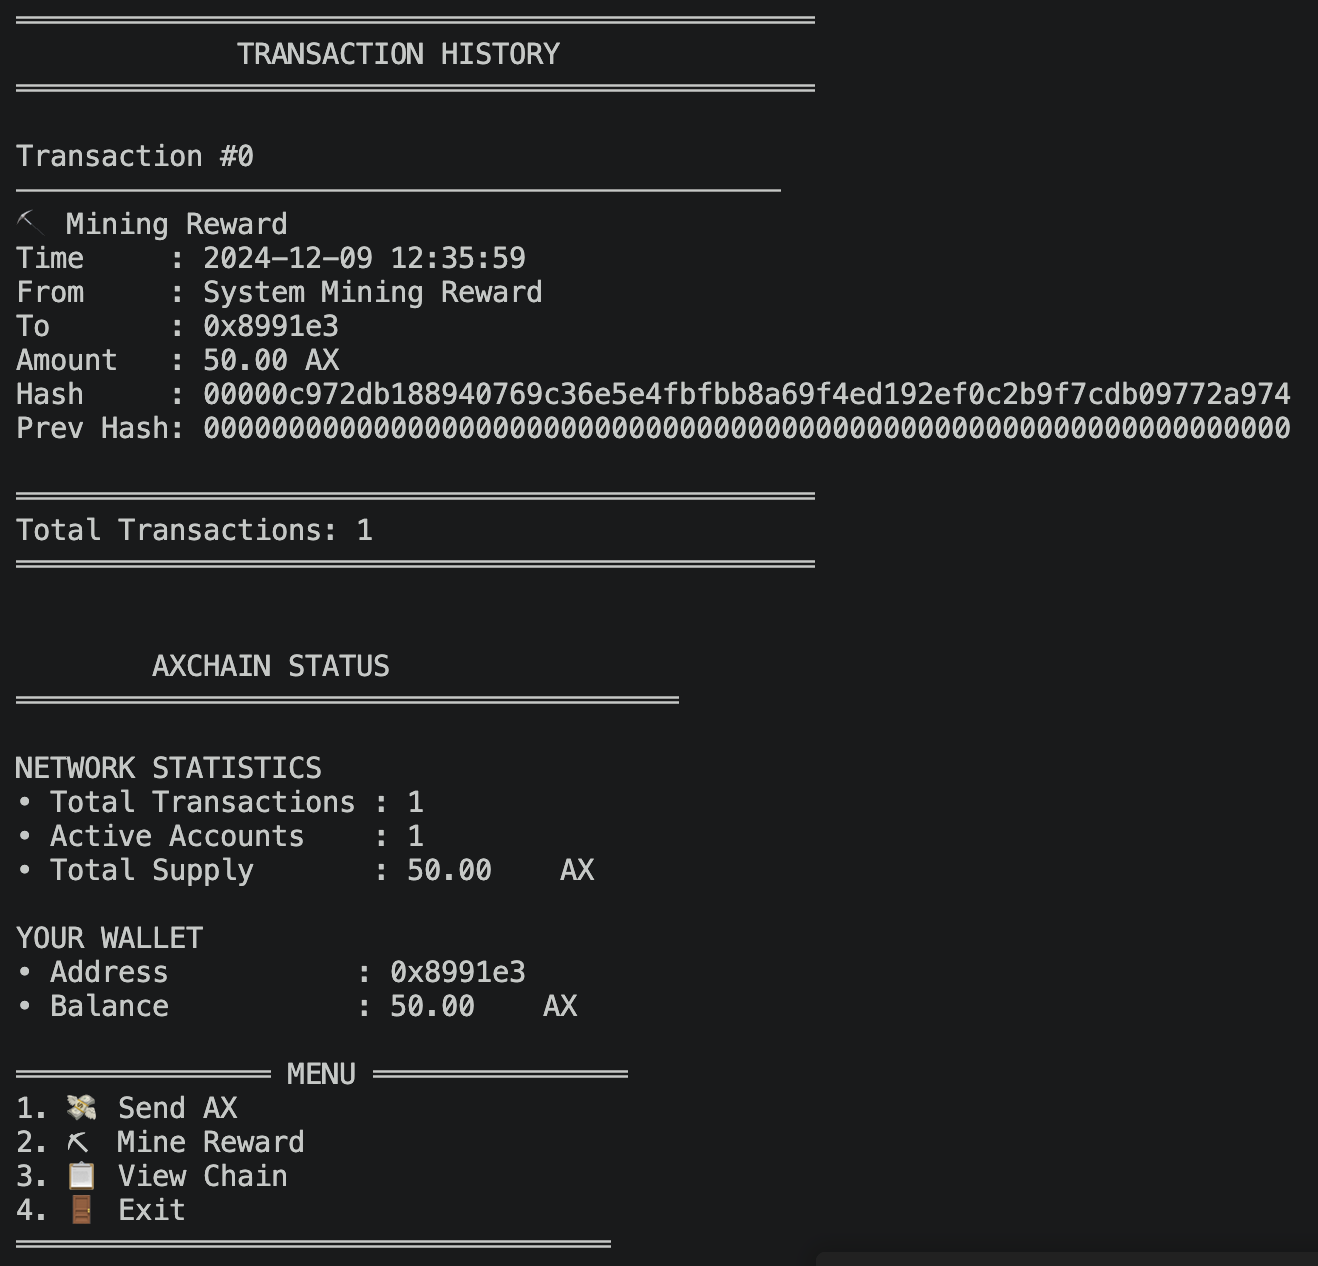 TRANSACTION HISTORY
Transaction #0
⛏ Mining Reward
Time : 2024-12-09 12:35:59
From : System Mining Reward
To : 0x8991e3
Amount : 50.00 AX
Hash : 00000c972db188940769c36e5e4fbfbb8a69f4ed192ef0c2b9f7cdb09772a974
Prev Hash: 0000000000000000000000000000000000000000000000000000000000000000
Total Transactions: 1
AXCHAIN STATUS
NETWORK STATISTICS
• Total Transactions : 1
• Active Accounts : 1
• Total Supply : 50.00 AX
YOUR WALLET
• Address : 0x8991e3
• Balance : 50.00 AX
MENU
1. 💸 Send AX
2. ⛏ Mine Reward
3. 📋 View Chain
4. 🚪 Exit